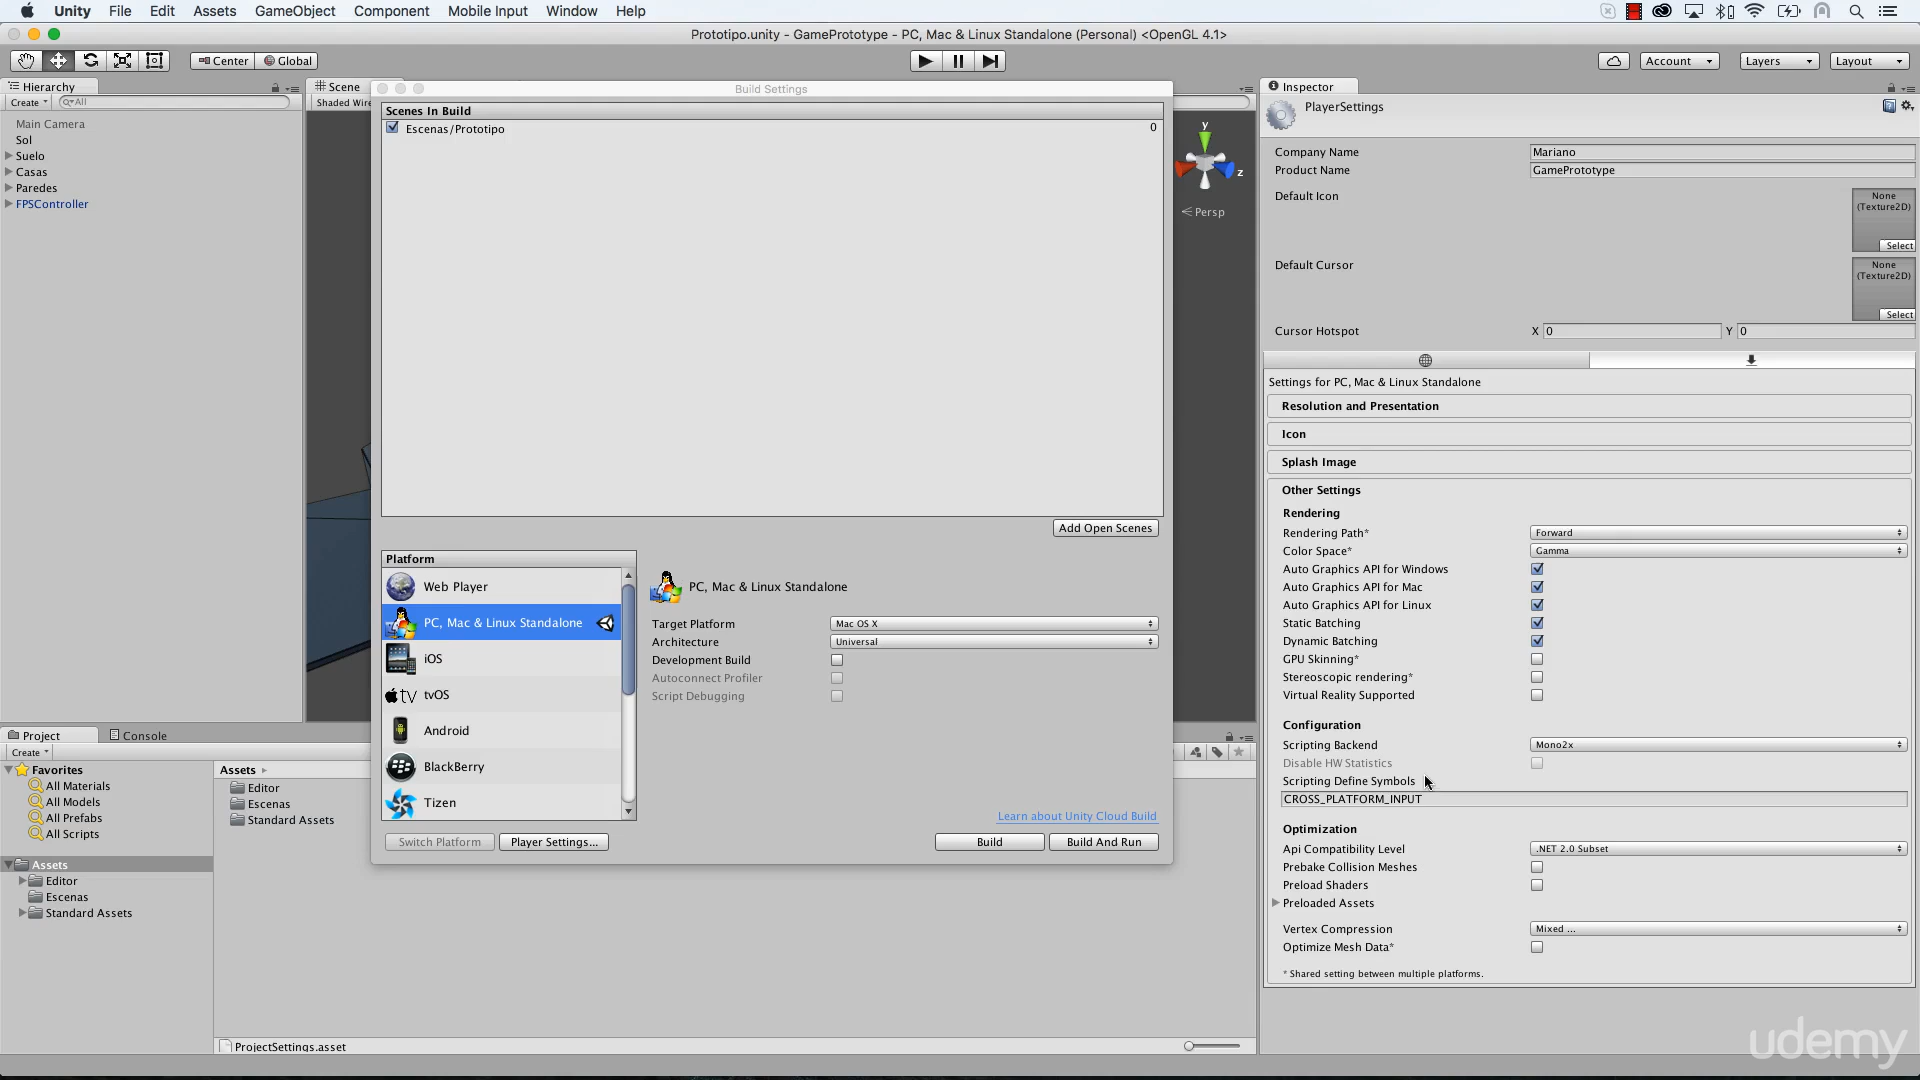 Unity File Edit Assets GameObject Component Mobile Input Window Help
Prototipo.unity - GamePrototype - PC, Mac & Linux Standalone (Personal) <OpenGL 4.1>
Center Global Account Layers Layout
Hierarchy
Create All
Main Camera
Sol
Suelo
Casas
Paredes
FPSController
Scene
Shaded Wire
Build Settings
Scenes In Build
Escenas/Prototipo 0
Add Open Scenes
Platform
Web Player
PC, Mac & Linux Standalone
iOS
tv tvOS
Android
BlackBerry
Tizen
PC, Mac & Linux Standalone
Target Platform Mac OS X
Architecture Universal
Development Build
Autoconnect Profiler
Script Debugging
Learn about Unity Cloud Build
Switch Platform Player Settings... Build Build And Run
y
z
Persp
Project Console
Create
Favorites
All Materials
All Models
All Prefabs
All Scripts
Assets
Editor
Escenas
Standard Assets
Assets
Editor
Escenas
Standard Assets
ProjectSettings.asset
Inspector
PlayerSettings
Company Name Mariano
Product Name GamePrototype
Default Icon None
(Texture2D)
Select
Default Cursor None
(Texture2D)
Select
Cursor Hotspot X 0 Y 0
Settings for PC, Mac & Linux Standalone
Resolution and Presentation
Icon
Splash Image
Other Settings
Rendering
Rendering Path* Forward
Color Space* Gamma
Auto Graphics API for Windows
Auto Graphics API for Mac
Auto Graphics API for Linux
Static Batching
Dynamic Batching
GPU Skinning*
Stereoscopic rendering*
Virtual Reality Supported
Configuration
Scripting Backend Mono2x
Disable HW Statistics
Scripting Define Symbols
CROSS_PLATFORM_INPUT
Optimization
Api Compatibility Level .NET 2.0 Subset
Prebake Collision Meshes
Preload Shaders
Preloaded Assets
Vertex Compression Mixed ...
Optimize Mesh Data*
* Shared setting between multiple platforms.
udemy